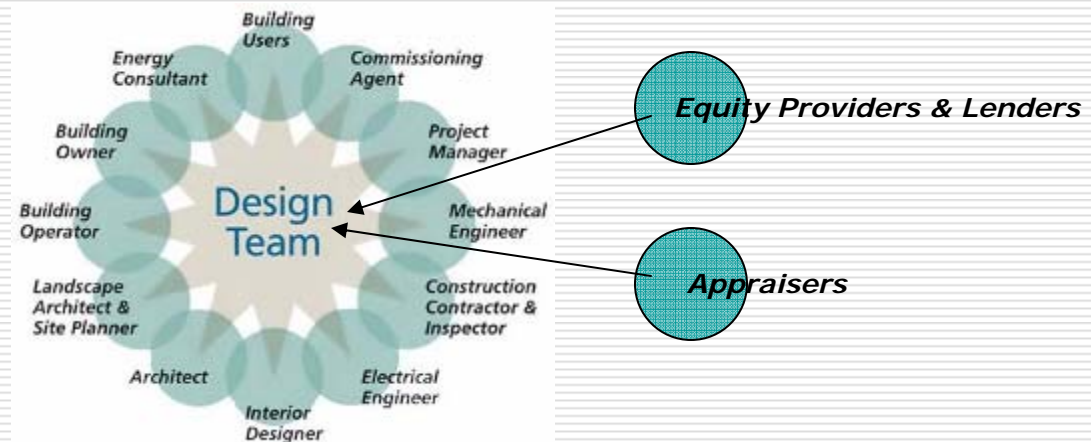 Building
Users
Commissioning
Agent
Project
Manager
Mechanical
Engineer
Construction
Contractor &
Inspector
Electrical
Engineer
Interior
Designer
Architect
Landscape
Architect &
Site Planner
Building
Operator
Building
Owner
Energy
Consultant
Design
Team
Equity Providers & Lenders
Appraisers